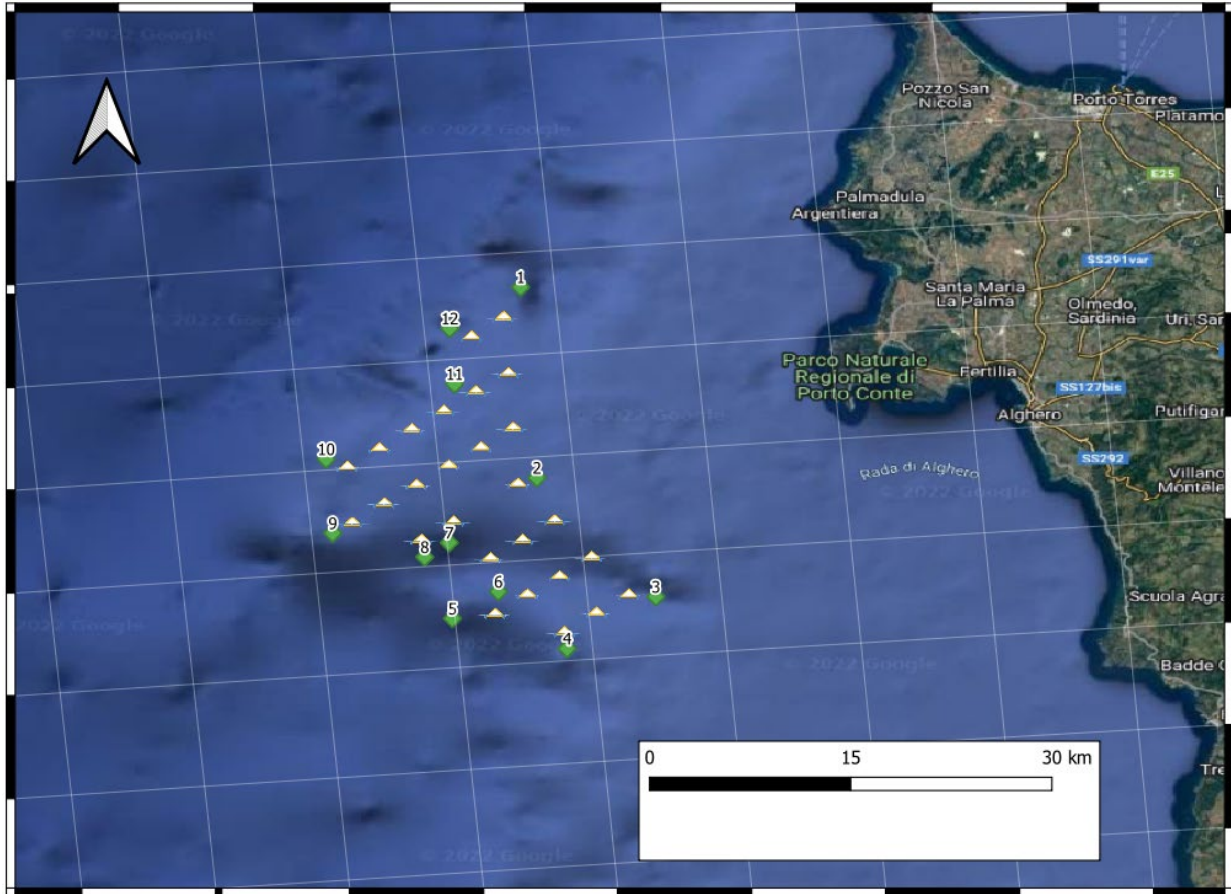 © 2022 Google
Pozzo San
Nicola
Porto Torres
Platamo
© 2022 Google
E25
Palmadula
Argentiera
L
SS291var
1
Santa Maria
La Palma
Olmedo,
Sardinia
Uri, Sar
© 2022 Google
12
Parco Naturale
Regionale di
Porto Conte
Fertilia
11
SS127bis
© 2022 Google
Alghero
Putifigar
10
SS292
2
Rada di Alghero
Villano
Montele
© 2022 Google
9
7
8
6
3
Scuola Agra
5
© 2022 Google
4
© 2022 Google
© 2022 Google
Badde
0
15
30 km
Tre
© 2022 Google